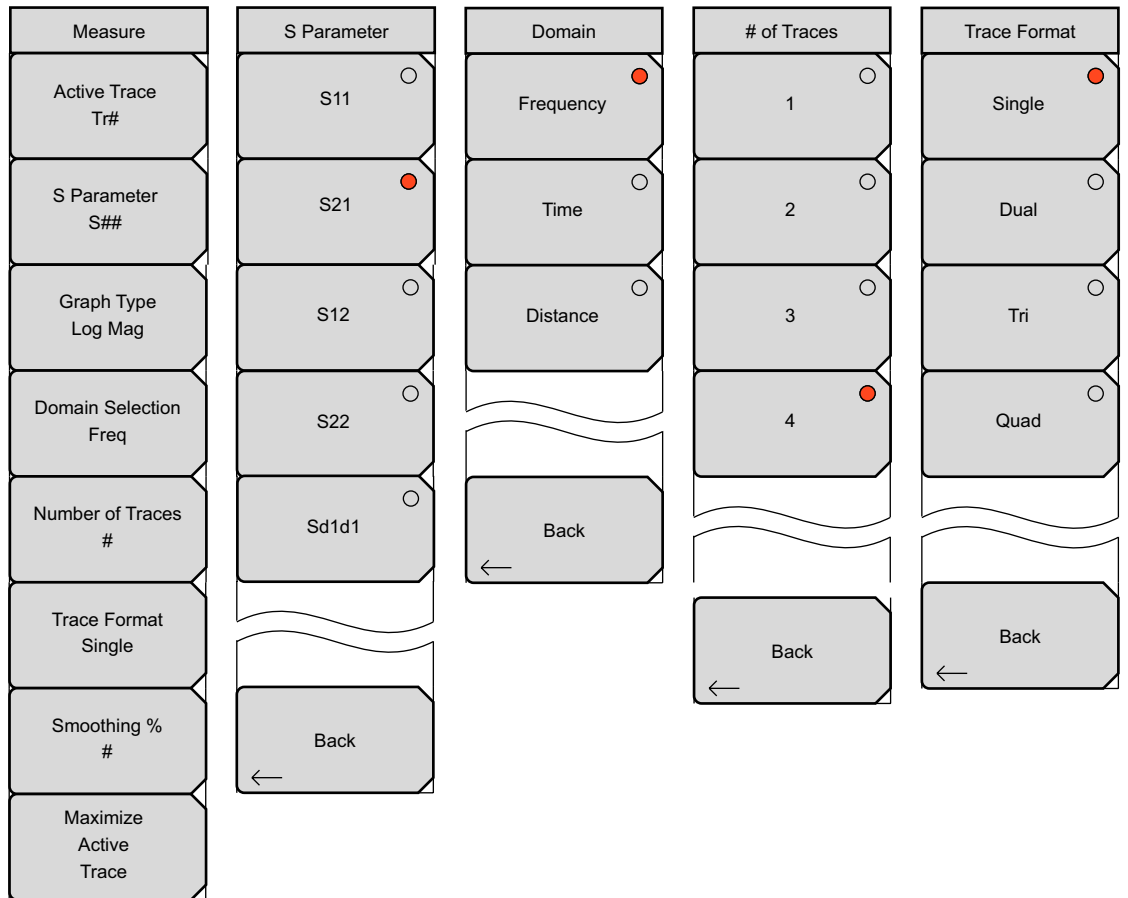 Measure
Active Trace
Tr#
S Parameter
S##
Graph Type
Log Mag
Domain Selection
Freq
Number of Traces
#
Trace Format
Single
Smoothing %
#
Maximize
Active
Trace
S Parameter
S11
S21
S12
S22
Sd1d1
Back
Domain
Frequency
Time
Distance
Back
# of Traces
1
2
3
4
Back
Trace Format
Single
Dual
Tri
Quad
Back